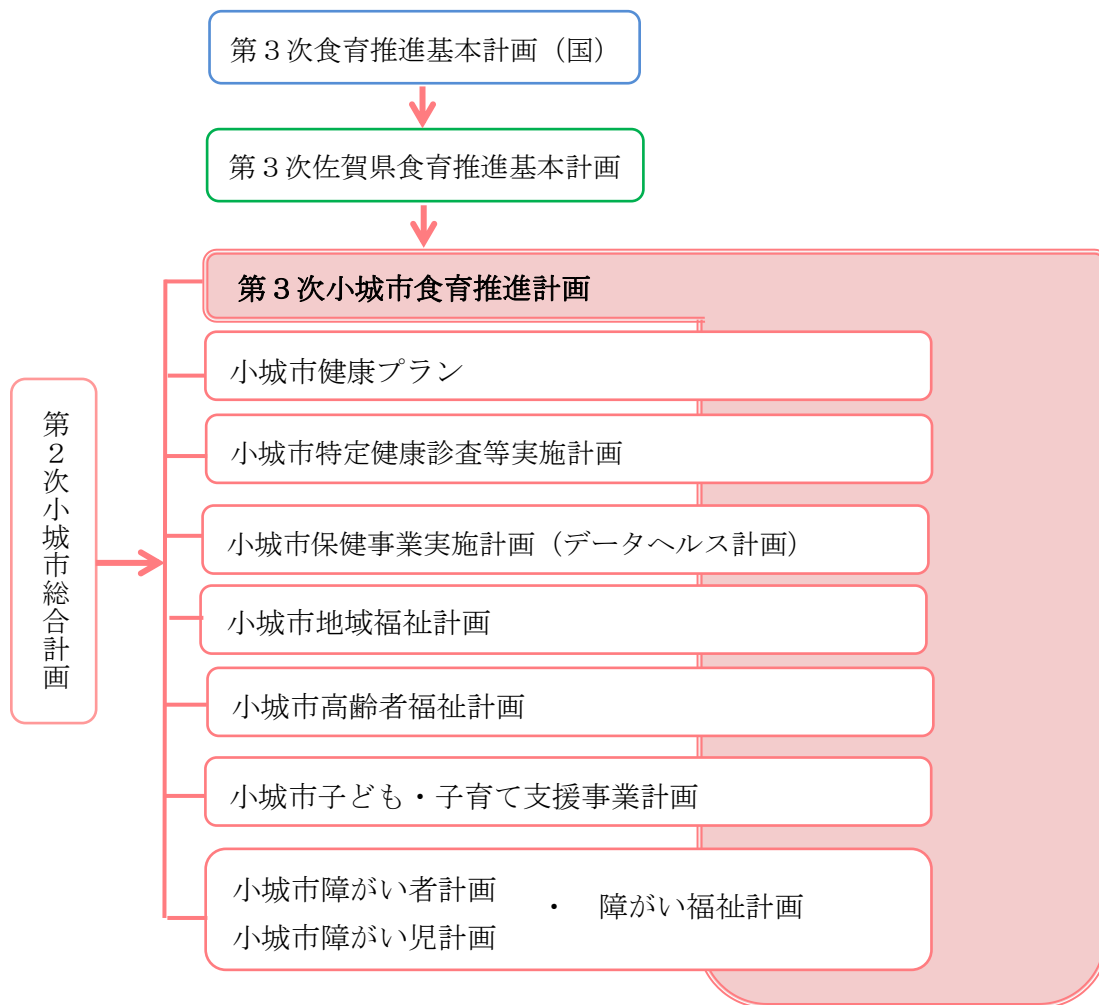 第３次食育推進基本計画（国）
第３次佐賀県食育推進基本計画
第３次小城市食育推進計画
小城市健康プラン
小城市特定健康診査等実施計画
小城市保健事業実施計画（データヘルス計画）
小城市地域福祉計画
小城市高齢者福祉計画
小城市子ども・子育て支援事業計画
小城市障がい者計画
小城市障がい児計画
・　障がい福祉計画
第２次小城市総合計画